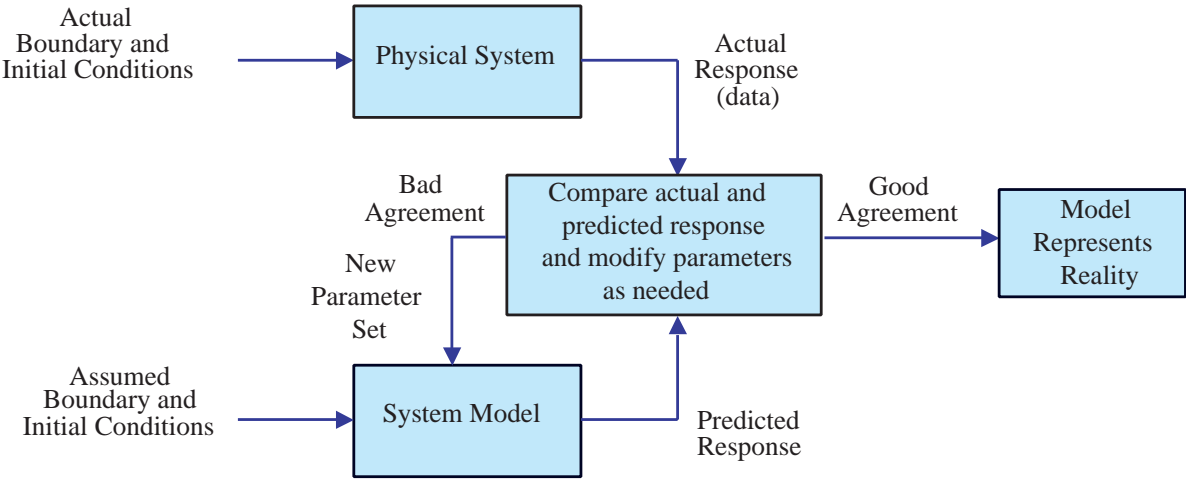 Actual
Boundary and
Initial Conditions
Physical System
Actual
Response
(data)
Bad
Agreement
Compare actual and
predicted response
and modify parameters
as needed
Good
Agreement
Model
Represents
Reality
New
Parameter
Set
Assumed
Boundary and
Initial Conditions
System Model
Predicted
Response